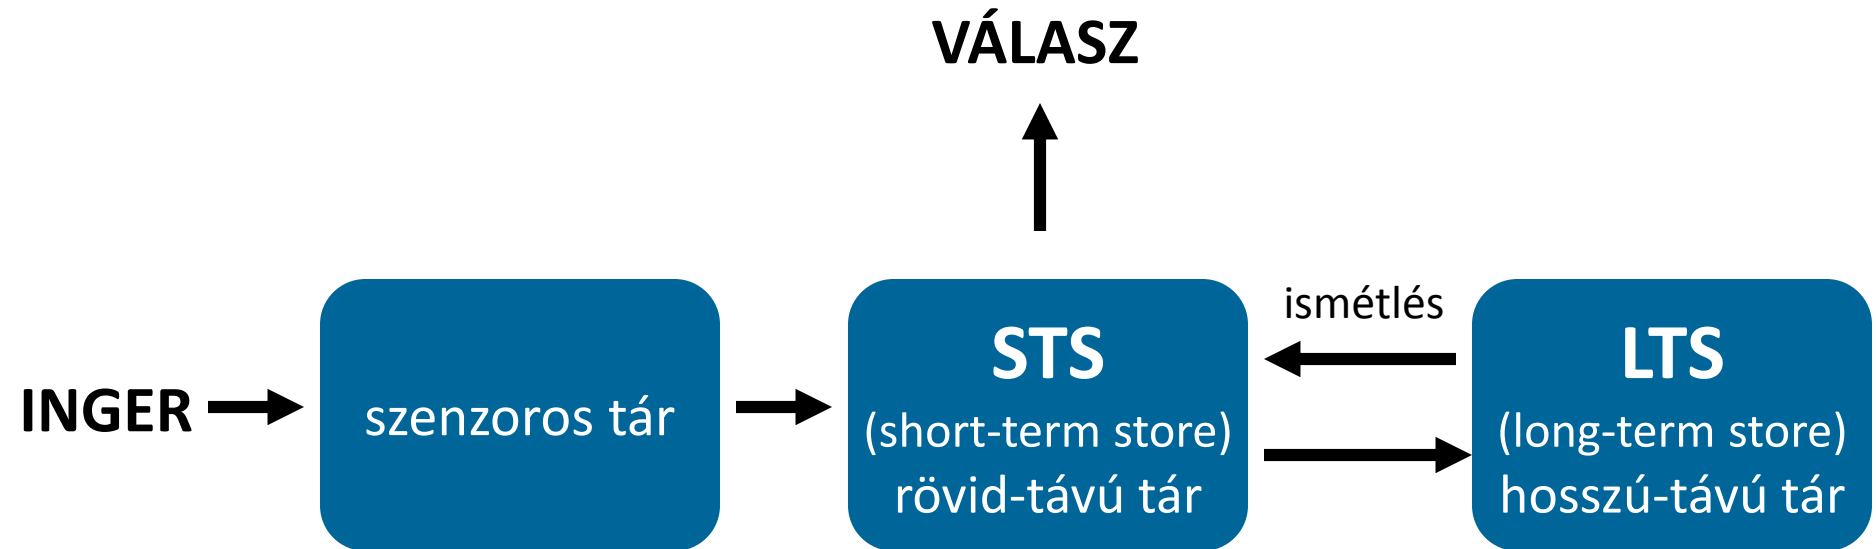 VÁLASZ
INGER
szenzoros tár
STS
(short-term store)
rövid-távú tár
ismétlés
LTS
(long-term store)
hosszú-távú tár